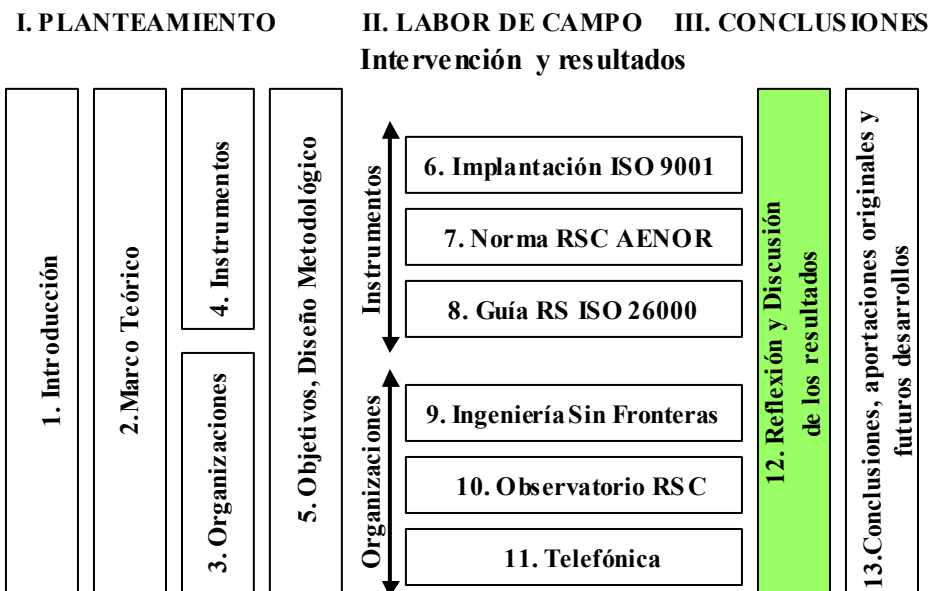 I. PLANTEAMIENTO
II. LABOR DE CAMPO
III. CONCLUSIONES
Intervención y resultados
1. Introducción
2.Marco Teórico
4. Instrumentos
3. Organizaciones
5. Objetivos, Diseño Metodológico
Instrumentos
6. Implantación ISO 9001
7. Norma RSC AENOR
8. Guía RS ISO 26000
Organizaciones
9. Ingeniería Sin Fronteras
10. Observatorio RSC
11. Telefónica
12. Reflexión y Discusión
de los resultados
13.Conclusiones, aportaciones originales y
futuros desarrollos